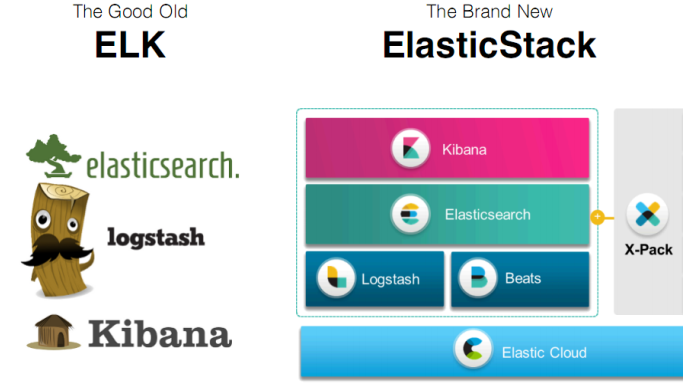 The Good Old
ELK
elasticsearch.
logstash
Kibana
The Brand New
ElasticStack
Kibana
Elasticsearch
Logstash
Beats
+
X-Pack
Elastic Cloud